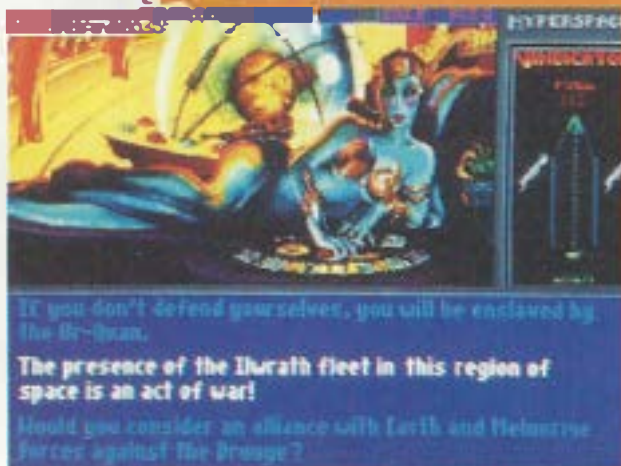 HYPERSPACE
If you don't defend yourselves, you will be enslaved by
the Ur-Quan.
The presence of the Ilwrath fleet in this region of
space is an act of war!
Would you consider an alliance with Earth and Melnorme
forces against the Druuge?